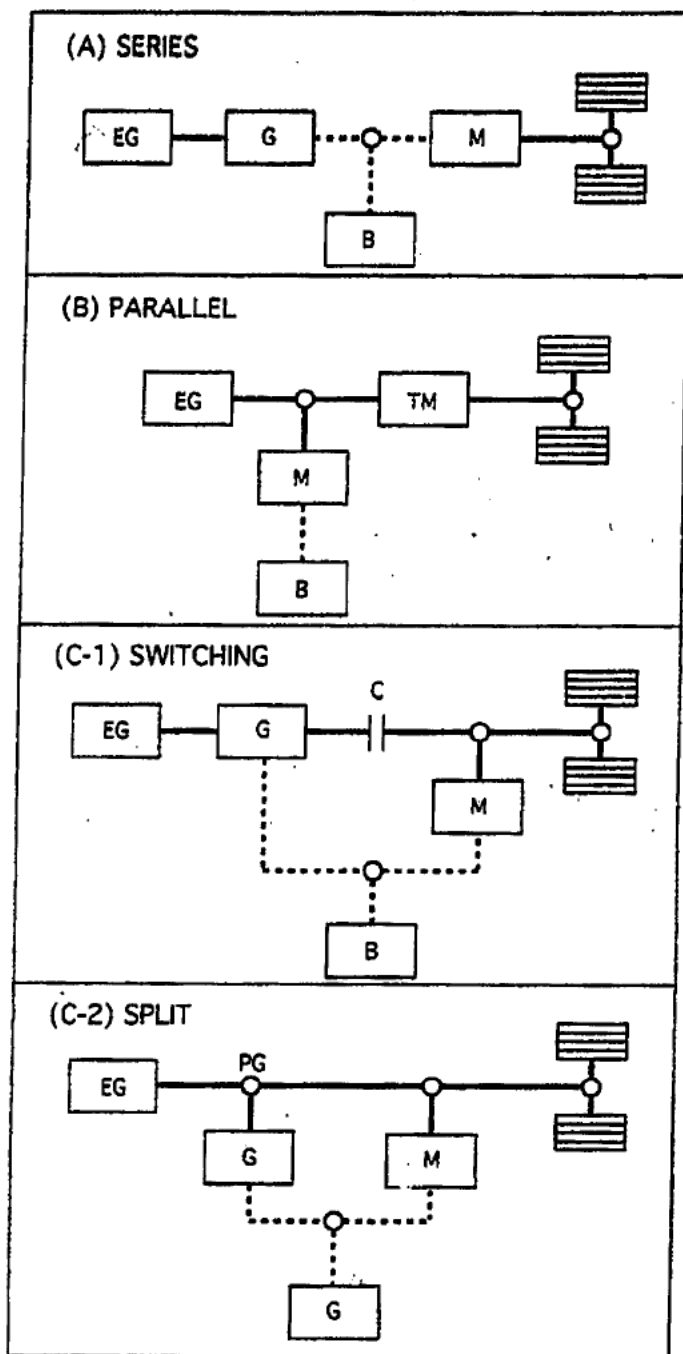 (A) SERIES
EG G M
B
(B) PARALLEL
EG TM
M
B
(C-1) SWITCHING
C
EG G
M
B
(C-2) SPLIT
PG
EG
G M
G